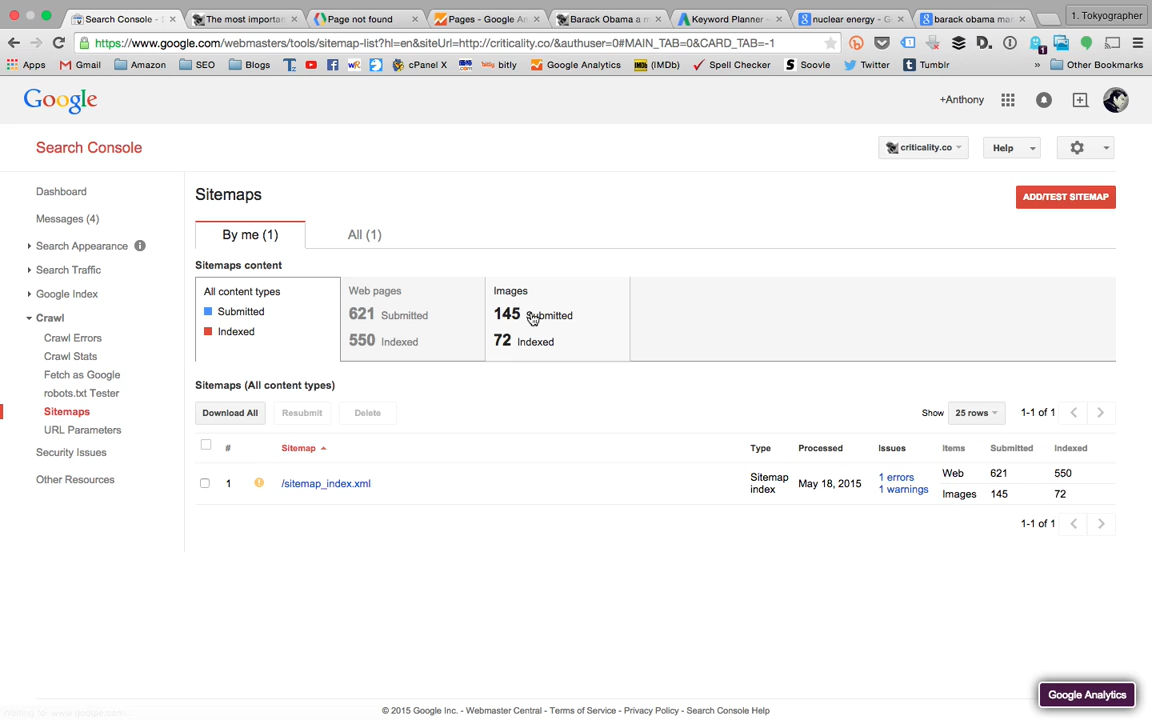 Search Console - S
The most importan
Page not found
Pages - Google An
Barack Obama a m
Keyword Planner –
nuclear energy - Go
barack obama mar
1. Tokyographer
https://www.google.com/webmasters/tools/sitemap-list?hl=en&siteUrl=http://criticality.co/&authuser=0#MAIN_TAB=0&CARD_TAB=-1
Apps Gmail Amazon SEO Blogs cPanel X bitly Google Analytics IMDb (IMDb) Spell Checker Soovle Twitter Tumblr » Other Bookmarks
Google
+Anthony
Search Console
criticality.co
Help
Dashboard
Messages (4)
Search Appearance
Search Traffic
Google Index
Crawl
Crawl Errors
Crawl Stats
Fetch as Google
robots.txt Tester
Sitemaps
URL Parameters
Security Issues
Other Resources
Sitemaps
ADD/TEST SITEMAP
By me (1) All (1)
Sitemaps content
All content types
Submitted
Indexed
Web pages
621 Submitted
550 Indexed
Images
145 Submitted
72 Indexed
Sitemaps (All content types)
Download All Resubmit Delete
Show 25 rows 1-1 of 1
# Sitemap Type Processed Issues Items Submitted Indexed
1 /sitemap_index.xml Sitemap index May 18, 2015 1 errors 1 warnings Web 621 550
Images 145 72
1-1 of 1
Google Analytics
© 2015 Google Inc. - Webmaster Central - Terms of Service - Privacy Policy - Search Console Help